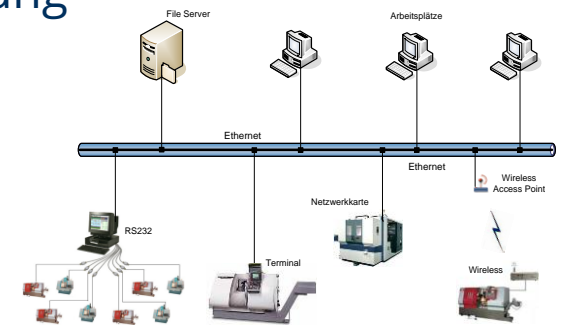 ung
File Server
Arbeitsplätze
Ethernet
Ethernet
Wireless
Access Point
Netzwerkkarte
RS232
Terminal
Wireless